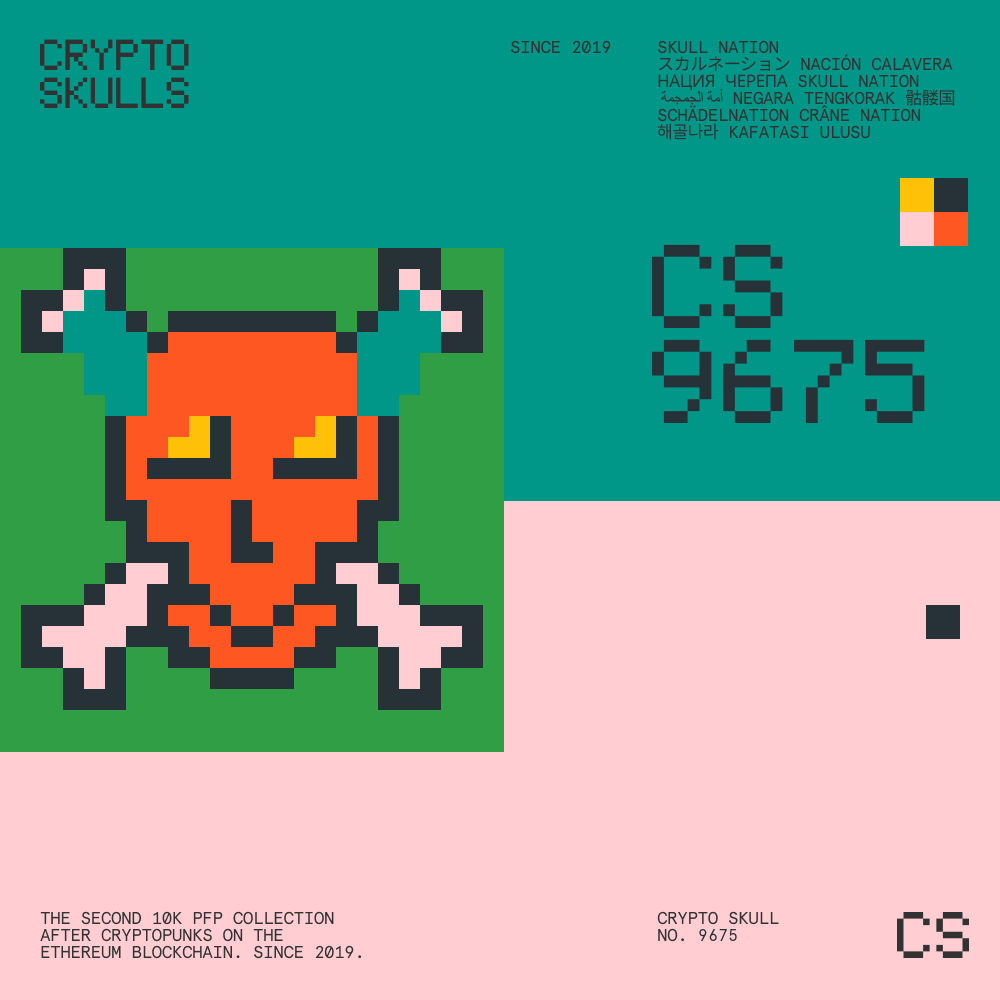 CRYPTO
SKULLS
SINCE 2019
SKULL NATION
スカルネーション NACIÓN CALAVERA
НАЦИЯ ЧЕРЕПА SKULL NATION
أمة الجمجمة NEGARA TENGKORAK 骷髅国
SCHÄDELNATION CRÂNE NATION
해골나라 KAFATASI ULUSU
CS
9675
THE SECOND 10K PFP COLLECTION
AFTER CRYPTOPUNKS ON THE
ETHEREUM BLOCKCHAIN. SINCE 2019.
CRYPTO SKULL
NO. 9675
CS